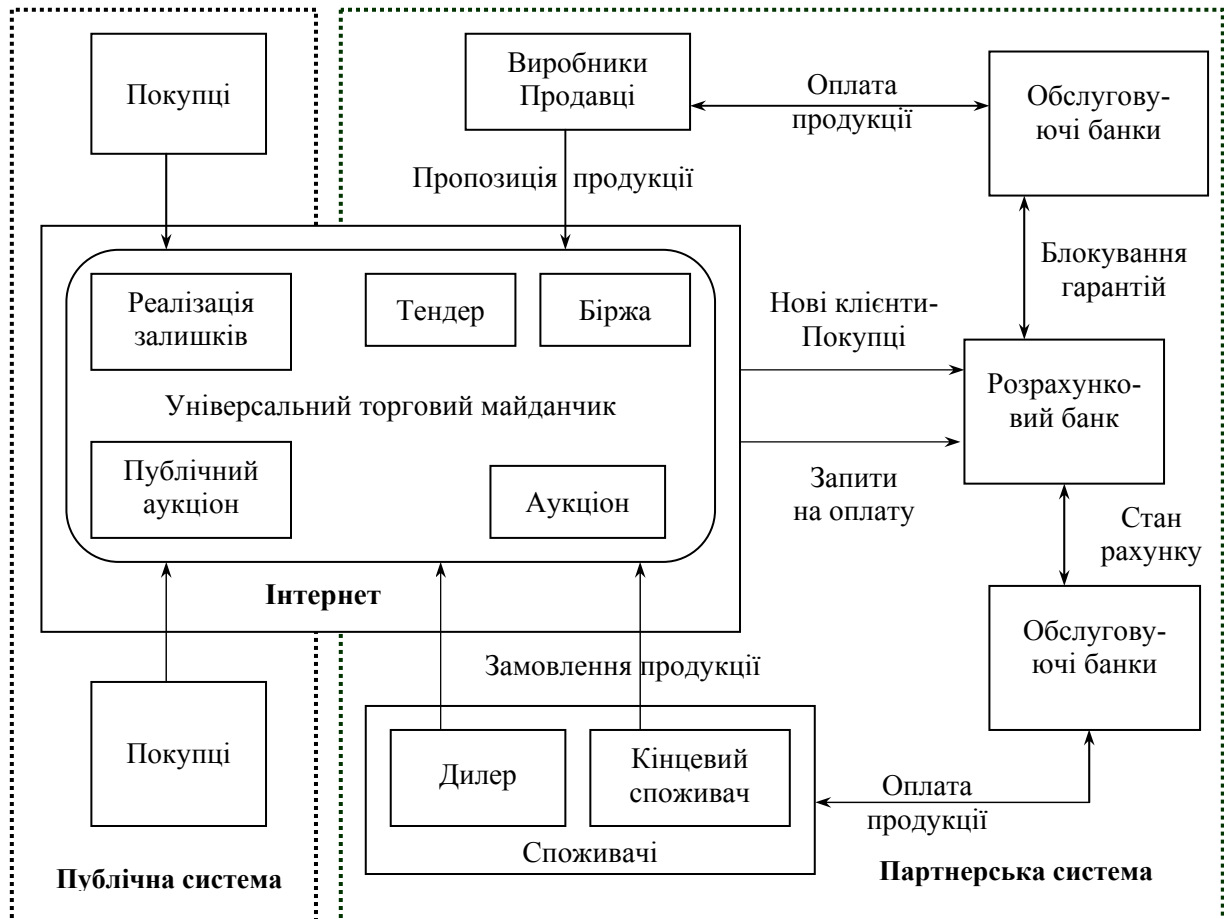 Покупці
Виробники
Продавці
Оплата
продукції
Обслугову-
ючі банки
Пропозиція продукції
Блокування
гарантій
Реалізація
залишків
Тендер
Біржа
Нові клієнти-
Покупці
Універсальний торговий майданчик
Розрахунко-
вий банк
Публічний
аукціон
Аукціон
Запити
на оплату
Стан
рахунку
Інтернет
Обслугову-
ючі банки
Замовлення продукції
Покупці
Дилер
Кінцевий
споживач
Оплата
продукції
Споживачі
Публічна система
Партнерська система